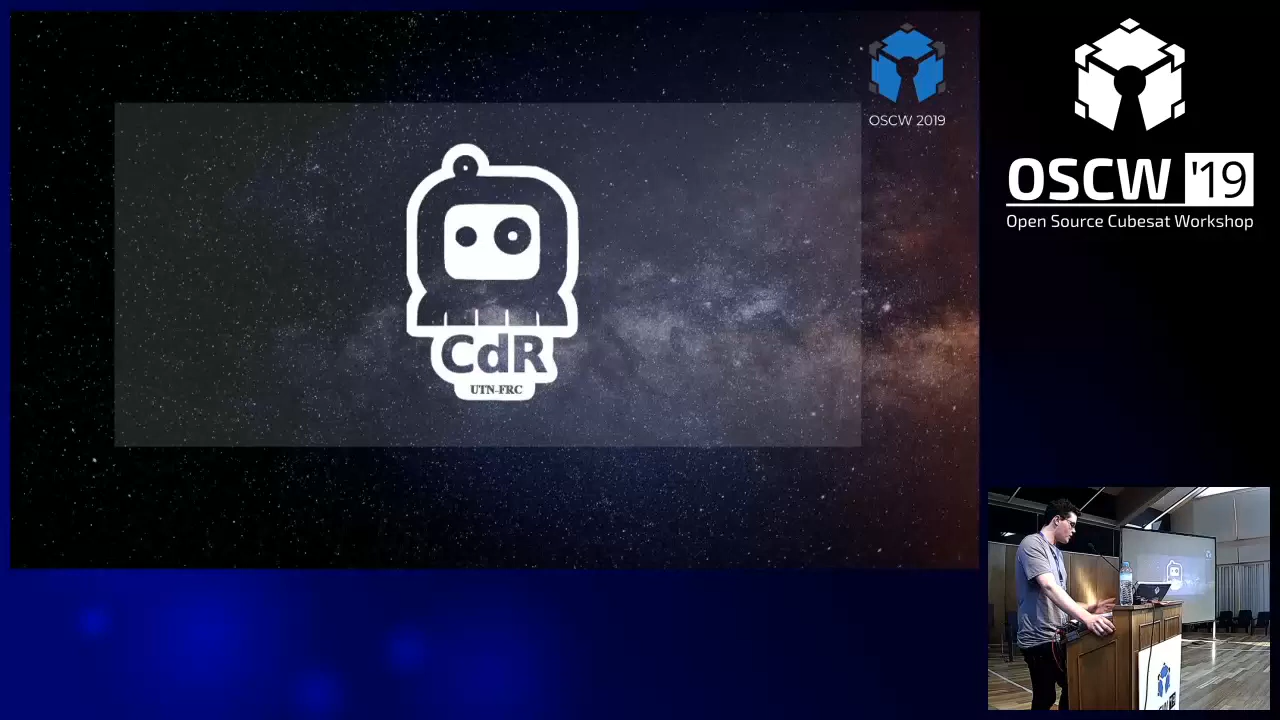 OSCW 2019
CdR
UTN-FRC
OSCW '19
Open Source Cubesat Workshop